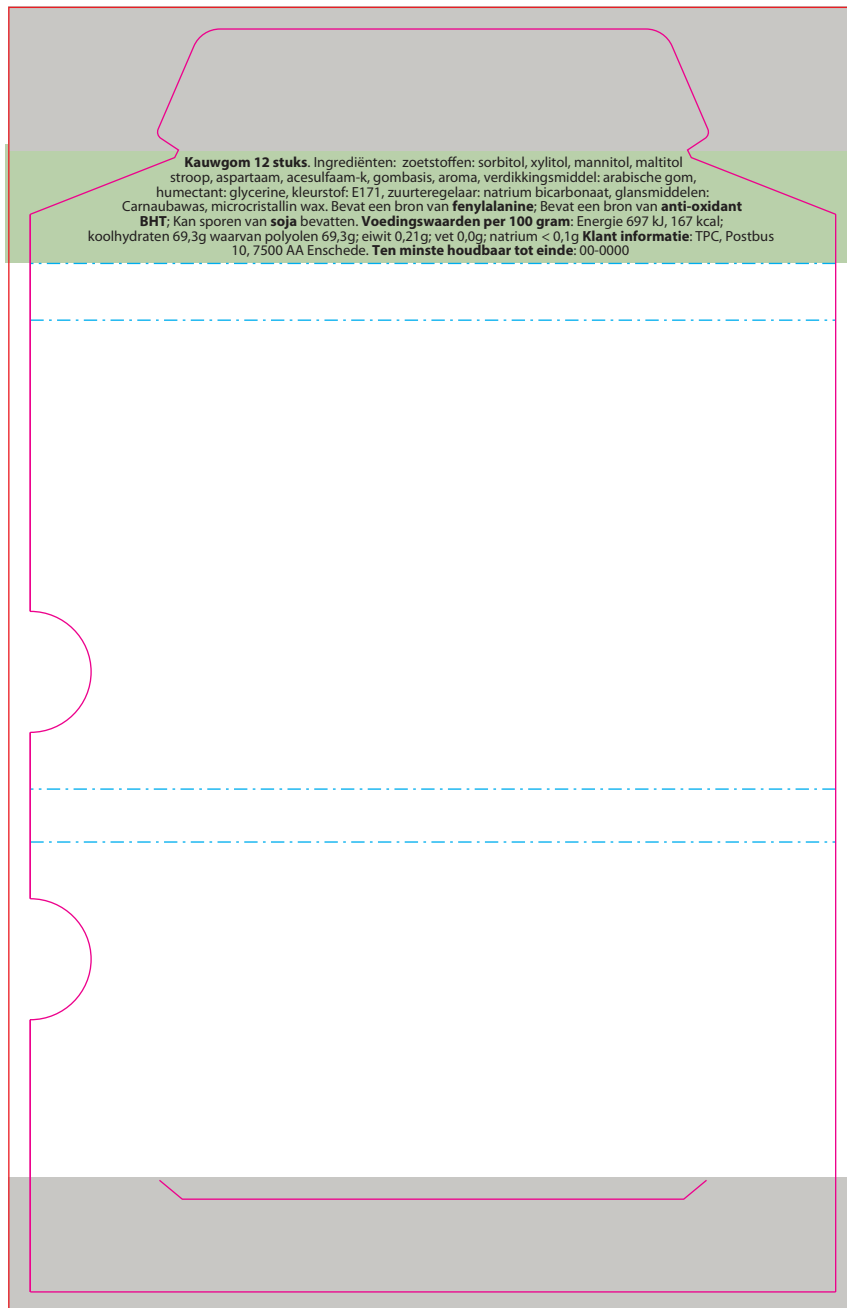 Kauwgom 12 stuks. Ingrediënten: zoetstoffen: sorbitol, xylitol, mannitol, maltitol
stroop, aspartaam, acesulfaam-k, gombasis, aroma, verdikkingsmiddel: arabische gom,
humectant: glycerine, kleurstof: E171, zuurteregelaar: natrium bicarbonaat, glansmiddelen:
Carnaubawas, microcristallin wax. Bevat een bron van fenylalanine; Bevat een bron van anti-oxidant
BHT; Kan sporen van soja bevatten. Voedingswaarden per 100 gram: Energie 697 kJ, 167 kcal;
koolhydraten 69,3g waarvan polyolen 69,3g; eiwit 0,21g; vet 0,0g; natrium < 0,1g Klant informatie: TPC, Postbus
10, 7500 AA Enschede. Ten minste houdbaar tot einde: 00-0000